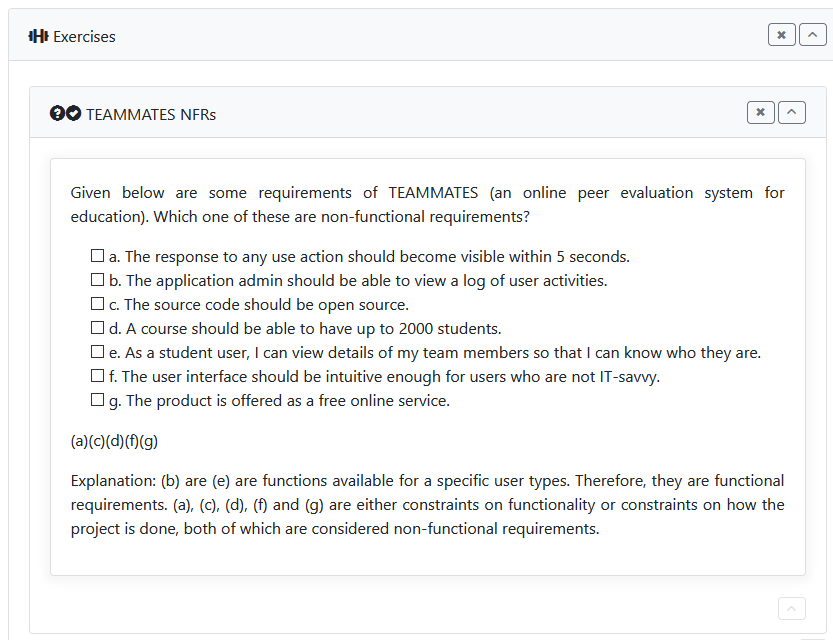 Exercises
TEAMMATES NFRs
Given below are some requirements of TEAMMATES (an online peer evaluation system for
education). Which one of these are non-functional requirements?
a. The response to any use action should become visible within 5 seconds.
b. The application admin should be able to view a log of user activities.
c. The source code should be open source.
d. A course should be able to have up to 2000 students.
e. As a student user, I can view details of my team members so that I can know who they are.
f. The user interface should be intuitive enough for users who are not IT-savvy.
g. The product is offered as a free online service.
(a)(c)(d)(f)(g)
Explanation: (b) are (e) are functions available for a specific user types. Therefore, they are functional
requirements. (a), (c), (d), (f) and (g) are either constraints on functionality or constraints on how the
project is done, both of which are considered non-functional requirements.